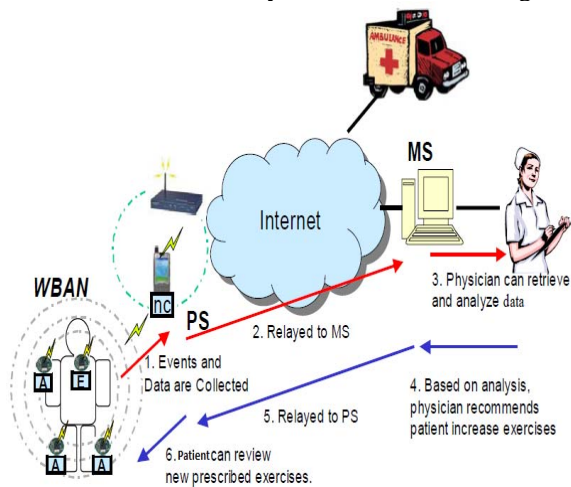 AMBULANCE
MS
Internet
WBAN
nc
PS
3. Physician can retrieve
and analyze data
2. Relayed to MS
1. Events and
Data are Collected
A
E
4. Based on analysis,
physician recommends
patient increase exercises
5. Relayed to PS
A
A
6. Patient can review
new prescribed exercises.